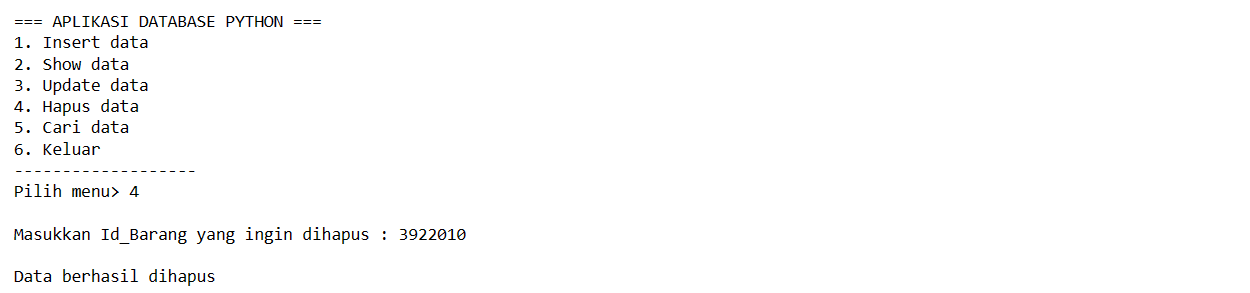 === APLIKASI DATABASE PYTHON ===
1. Insert data
2. Show data
3. Update data
4. Hapus data
5. Cari data
6. Keluar
-------------------
Pilih menu> 4
Masukkan Id_Barang yang ingin dihapus : 3922010
Data berhasil dihapus